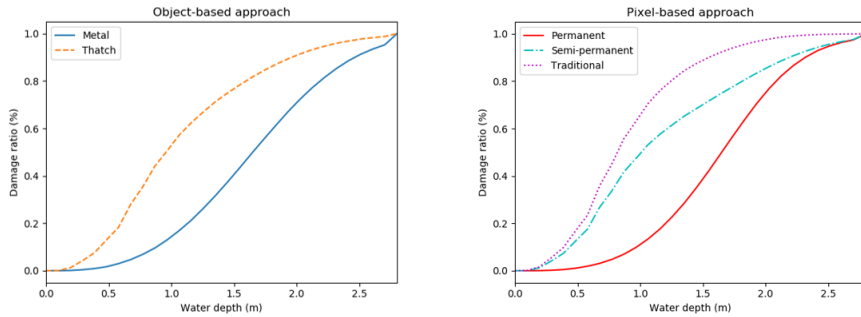 Object-based approach
Metal
Thatch
Damage ratio (%)
1.0
0.8
0.6
0.4
0.2
0.0
0.0 0.5 1.0 1.5 2.0 2.5
Water depth (m)
Pixel-based approach
Permanent
Semi-permanent
Traditional
Damage ratio (%)
1.0
0.8
0.6
0.4
0.2
0.0
0.0 0.5 1.0 1.5 2.0 2.5
Water depth (m)